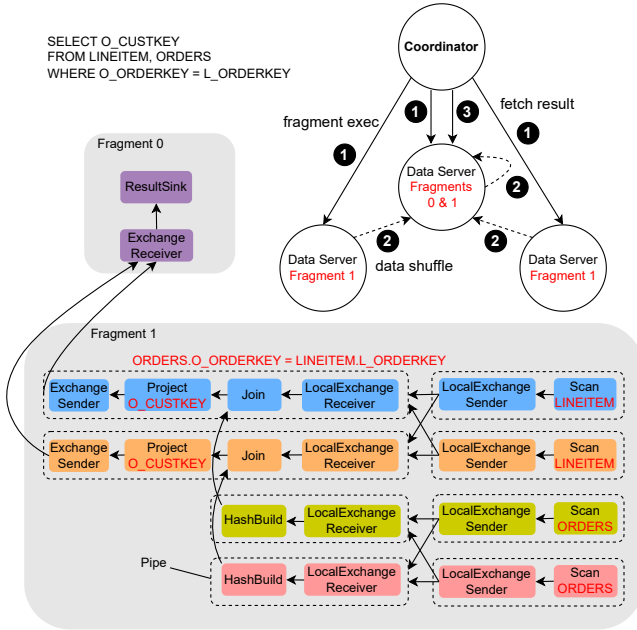 SELECT O_CUSTKEY
FROM LINEITEM, ORDERS
WHERE O_ORDERKEY = L_ORDERKEY
Coordinator
fragment exec
fetch result
1
1
3
1
Data Server
Fragments
0 & 1
2
2
2
data shuffle
Data Server
Fragment 1
Data Server
Fragment 1
Fragment 0
ResultSink
Exchange
Receiver
Fragment 1
ORDERS.O_ORDERKEY = LINEITEM.L_ORDERKEY
Exchange
Sender
Project
O_CUSTKEY
Join
LocalExchange
Receiver
LocalExchange
Sender
Scan
LINEITEM
Exchange
Sender
Project
O_CUSTKEY
Join
LocalExchange
Receiver
LocalExchange
Sender
Scan
LINEITEM
HashBuild
LocalExchange
Receiver
LocalExchange
Sender
Scan
ORDERS
Pipe
HashBuild
LocalExchange
Receiver
LocalExchange
Sender
Scan
ORDERS